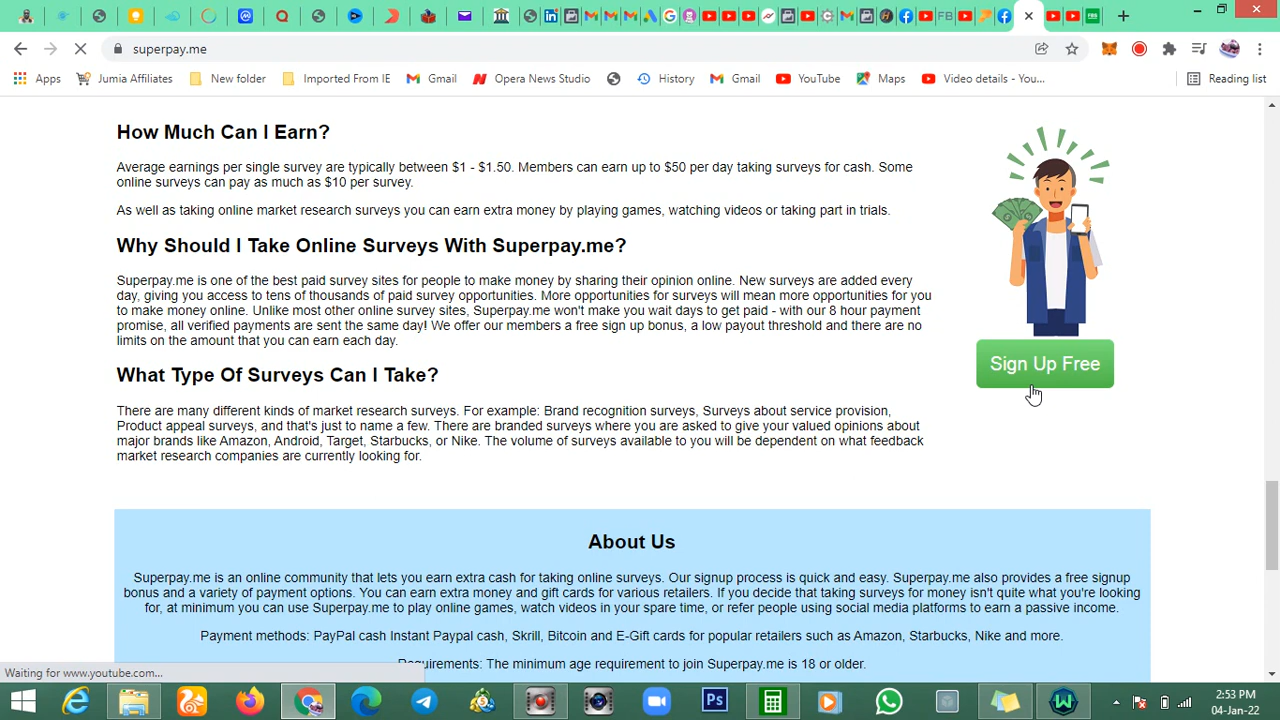 superpay.me
Apps
Jumia Affiliates
New folder
Imported From IE
Gmail
Opera News Studio
History
Gmail
YouTube
Maps
Video details - You...
Reading list
How Much Can I Earn?
Average earnings per single survey are typically between $1 - $1.50. Members can earn up to $50 per day taking surveys for cash. Some
online surveys can pay as much as $10 per survey.
As well as taking online market research surveys you can earn extra money by playing games, watching videos or taking part in trials.
Why Should I Take Online Surveys With Superpay.me?
Superpay.me is one of the best paid survey sites for people to make money by sharing their opinion online. New surveys are added every
day, giving you access to tens of thousands of paid survey opportunities. More opportunities for surveys will mean more opportunities for you
to make money online. Unlike most other online survey sites, Superpay.me won't make you wait days to get paid - with our 8 hour payment
promise, all verified payments are sent the same day! We offer our members a free sign up bonus, a low payout threshold and there are no
limits on the amount that you can earn each day.
Sign Up Free
What Type Of Surveys Can I Take?
There are many different kinds of market research surveys. For example: Brand recognition surveys, Surveys about service provision,
Product appeal surveys, and that's just to name a few. There are branded surveys where you are asked to give your valued opinions about
major brands like Amazon, Android, Target, Starbucks, or Nike. The volume of surveys available to you will be dependent on what feedback
market research companies are currently looking for.
About Us
Superpay.me is an online community that lets you earn extra cash for taking online surveys. Our signup process is quick and easy. Superpay.me also provides a free signup
bonus and a variety of payment options. You can earn extra money and gift cards for various retailers. If you decide that taking surveys for money isn't quite what you're looking
for, at minimum you can use Superpay.me to play online games, watch videos in your spare time, or refer people using social media platforms to earn a passive income.
Payment methods: PayPal cash Instant Paypal cash, Skrill, Bitcoin and E-Gift cards for popular retailers such as Amazon, Starbucks, Nike and more.
Requirements: The minimum age requirement to join Superpay.me is 18 or older.
Waiting for www.youtube.com...
Ps
2:53 PM
04-Jan-22